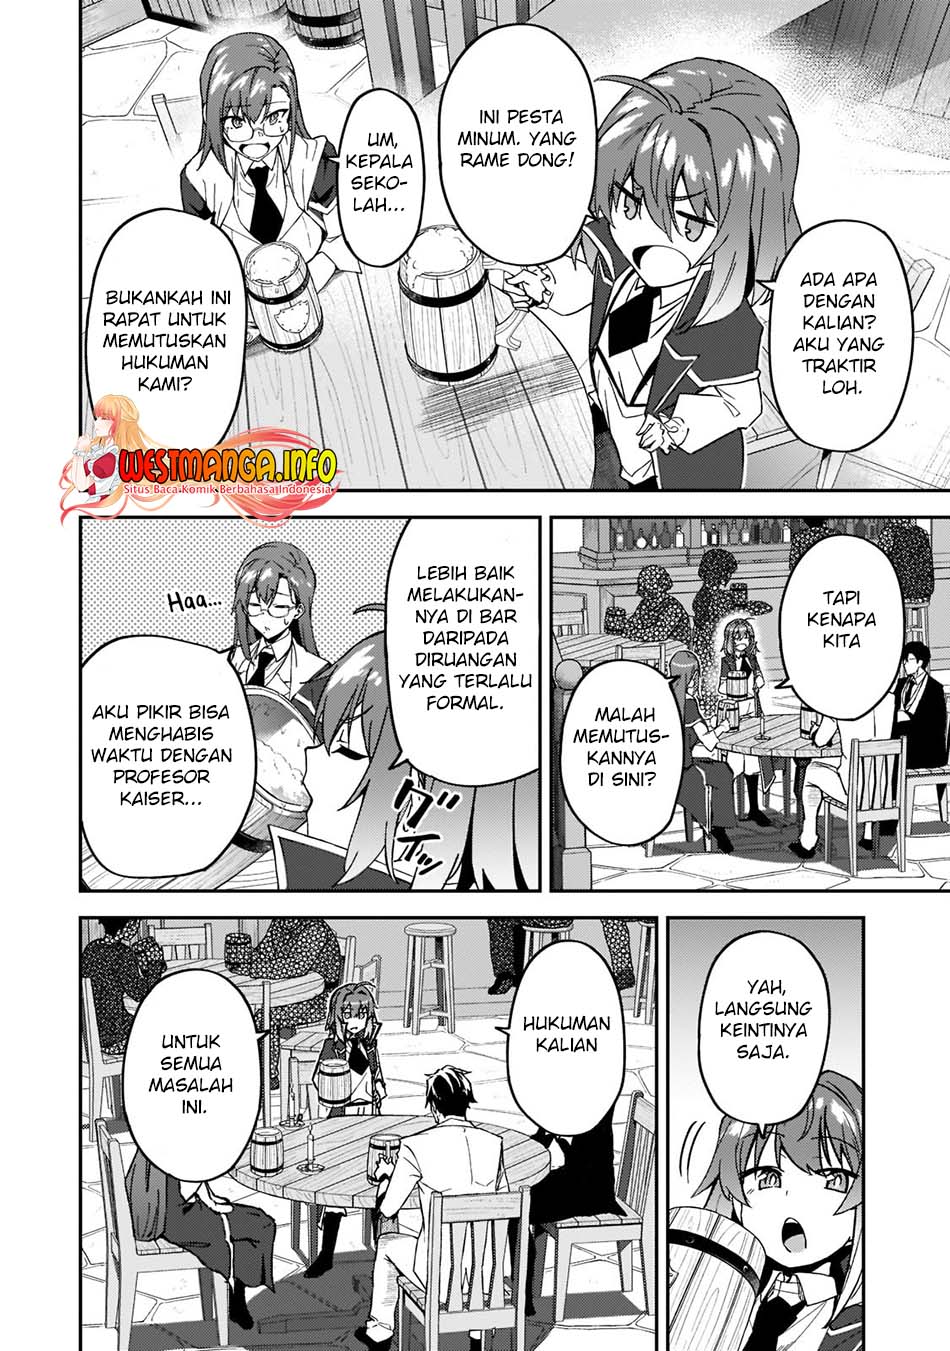 ADA APA
DENGAN
KALIAN?
AKU YANG
TRAKTIR
LOH.
INI PESTA
MINUM. YANG
RAME DONG!
UM,
KEPALA
SEKO-
LAH...
BUKANKAH INI
RAPAT UNTUK
MEMUTUSKAN
HUKUMAN
KAMI?
WESTMANGA.INFO
Situs Baca Komik Berbahasa Indonesia
TAPI
KENAPA
KITA
MALAH
MEMUTUS-
KANNYA
DI SINI?
LEBIH BAIK
MELAKUKAN-
NYA DI BAR
DARIPADA
DIRUANGAN
YANG TERLALU
FORMAL.
Haa...
AKU PIKIR BISA
MENGHABIS
WAKTU DENGAN
PROFESOR
KAISER...
グイッ
YAH,
LANGSUNG
KEINTINYA
SAJA.
HUKUMAN
KALIAN
UNTUK
SEMUA
MASALAH
INI.